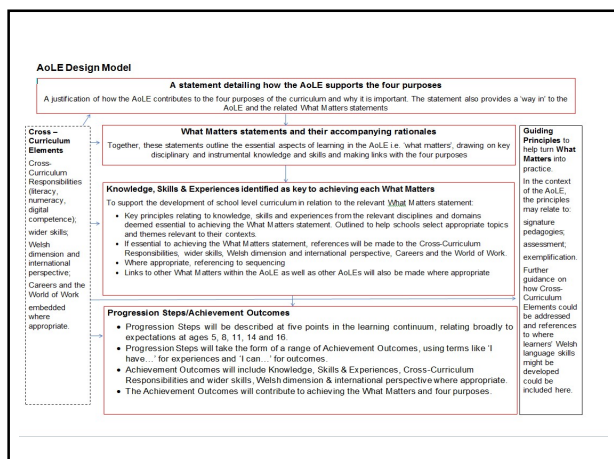 AoLE Design Model
A statement detailing how the AoLE supports the four purposes
A justification of how the AoLE contributes to the four purposes of the curriculum and why it is important. The statement also provides a 'way in' to the
AoLE and the related What Matters statements
Cross –
Curriculum
Elements
Cross-
Curriculum
Responsibilities
(literacy,
numeracy,
digital
competence);
wider skills;
Welsh
dimension and
international
perspective;
Careers and the
World of Work
embedded
where
appropriate.
What Matters statements and their accompanying rationales
Together, these statements outline the essential aspects of learning in the AoLE i.e. 'what matters', drawing on key
disciplinary and instrumental knowledge and skills and making links with the four purposes
Knowledge, Skills & Experiences identified as key to achieving each What Matters
To support the development of school level curriculum in relation to the relevant What Matters statement:
• Key principles relating to knowledge, skills and experiences from the relevant disciplines and domains
deemed essential to achieving the What Matters statement. Outlined to help schools select appropriate topics
and themes relevant to their contexts.
• If essential to achieving the What Matters statement, references will be made to the Cross-Curriculum
Responsibilities, wider skills, Welsh dimension and international perspective, Careers and the World of Work.
• Where appropriate, referencing to sequencing
• Links to other What Matters within the AoLE as well as other AoLEs will also be made where appropriate
Progression Steps/Achievement Outcomes
• Progression Steps will be described at five points in the learning continuum, relating broadly to
expectations at ages 5, 8, 11, 14 and 16.
• Progression Steps will take the form of a range of Achievement Outcomes, using terms like 'I
have…' for experiences and 'I can…' for outcomes.
• Achievement Outcomes will include Knowledge, Skills & Experiences, Cross-Curriculum
Responsibilities and wider skills, Welsh dimension & international perspective where appropriate.
• The Achievement Outcomes will contribute to achieving the What Matters and four purposes.
Guiding
Principles to
help turn What
Matters into
practice.
In the context
of the AoLE,
the principles
may relate to:
signature
pedagogies;
assessment;
exemplification.
Further
guidance on
how Cross-
Curriculum
Elements could
be addressed
and references
to where
learners' Welsh
language skills
might be
developed
could be
included here.